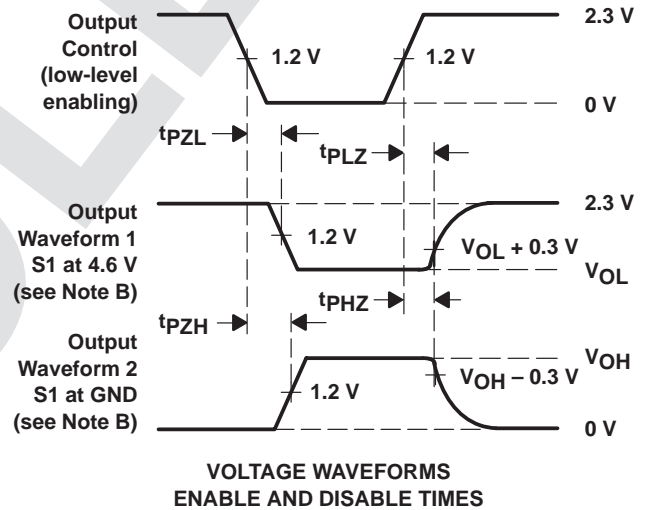 Output
Control
(low-level
enabling)
1.2 V
1.2 V
2.3 V
0 V
tPZL
tPLZ
Output
Waveform 1
S1 at 4.6 V
(see Note B)
1.2 V
2.3 V
VOL + 0.3 V
VOL
tPHZ
tPZH
Output
Waveform 2
S1 at GND
(see Note B)
1.2 V
VOH
VOH – 0.3 V
0 V
VOLTAGE WAVEFORMS
ENABLE AND DISABLE TIMES